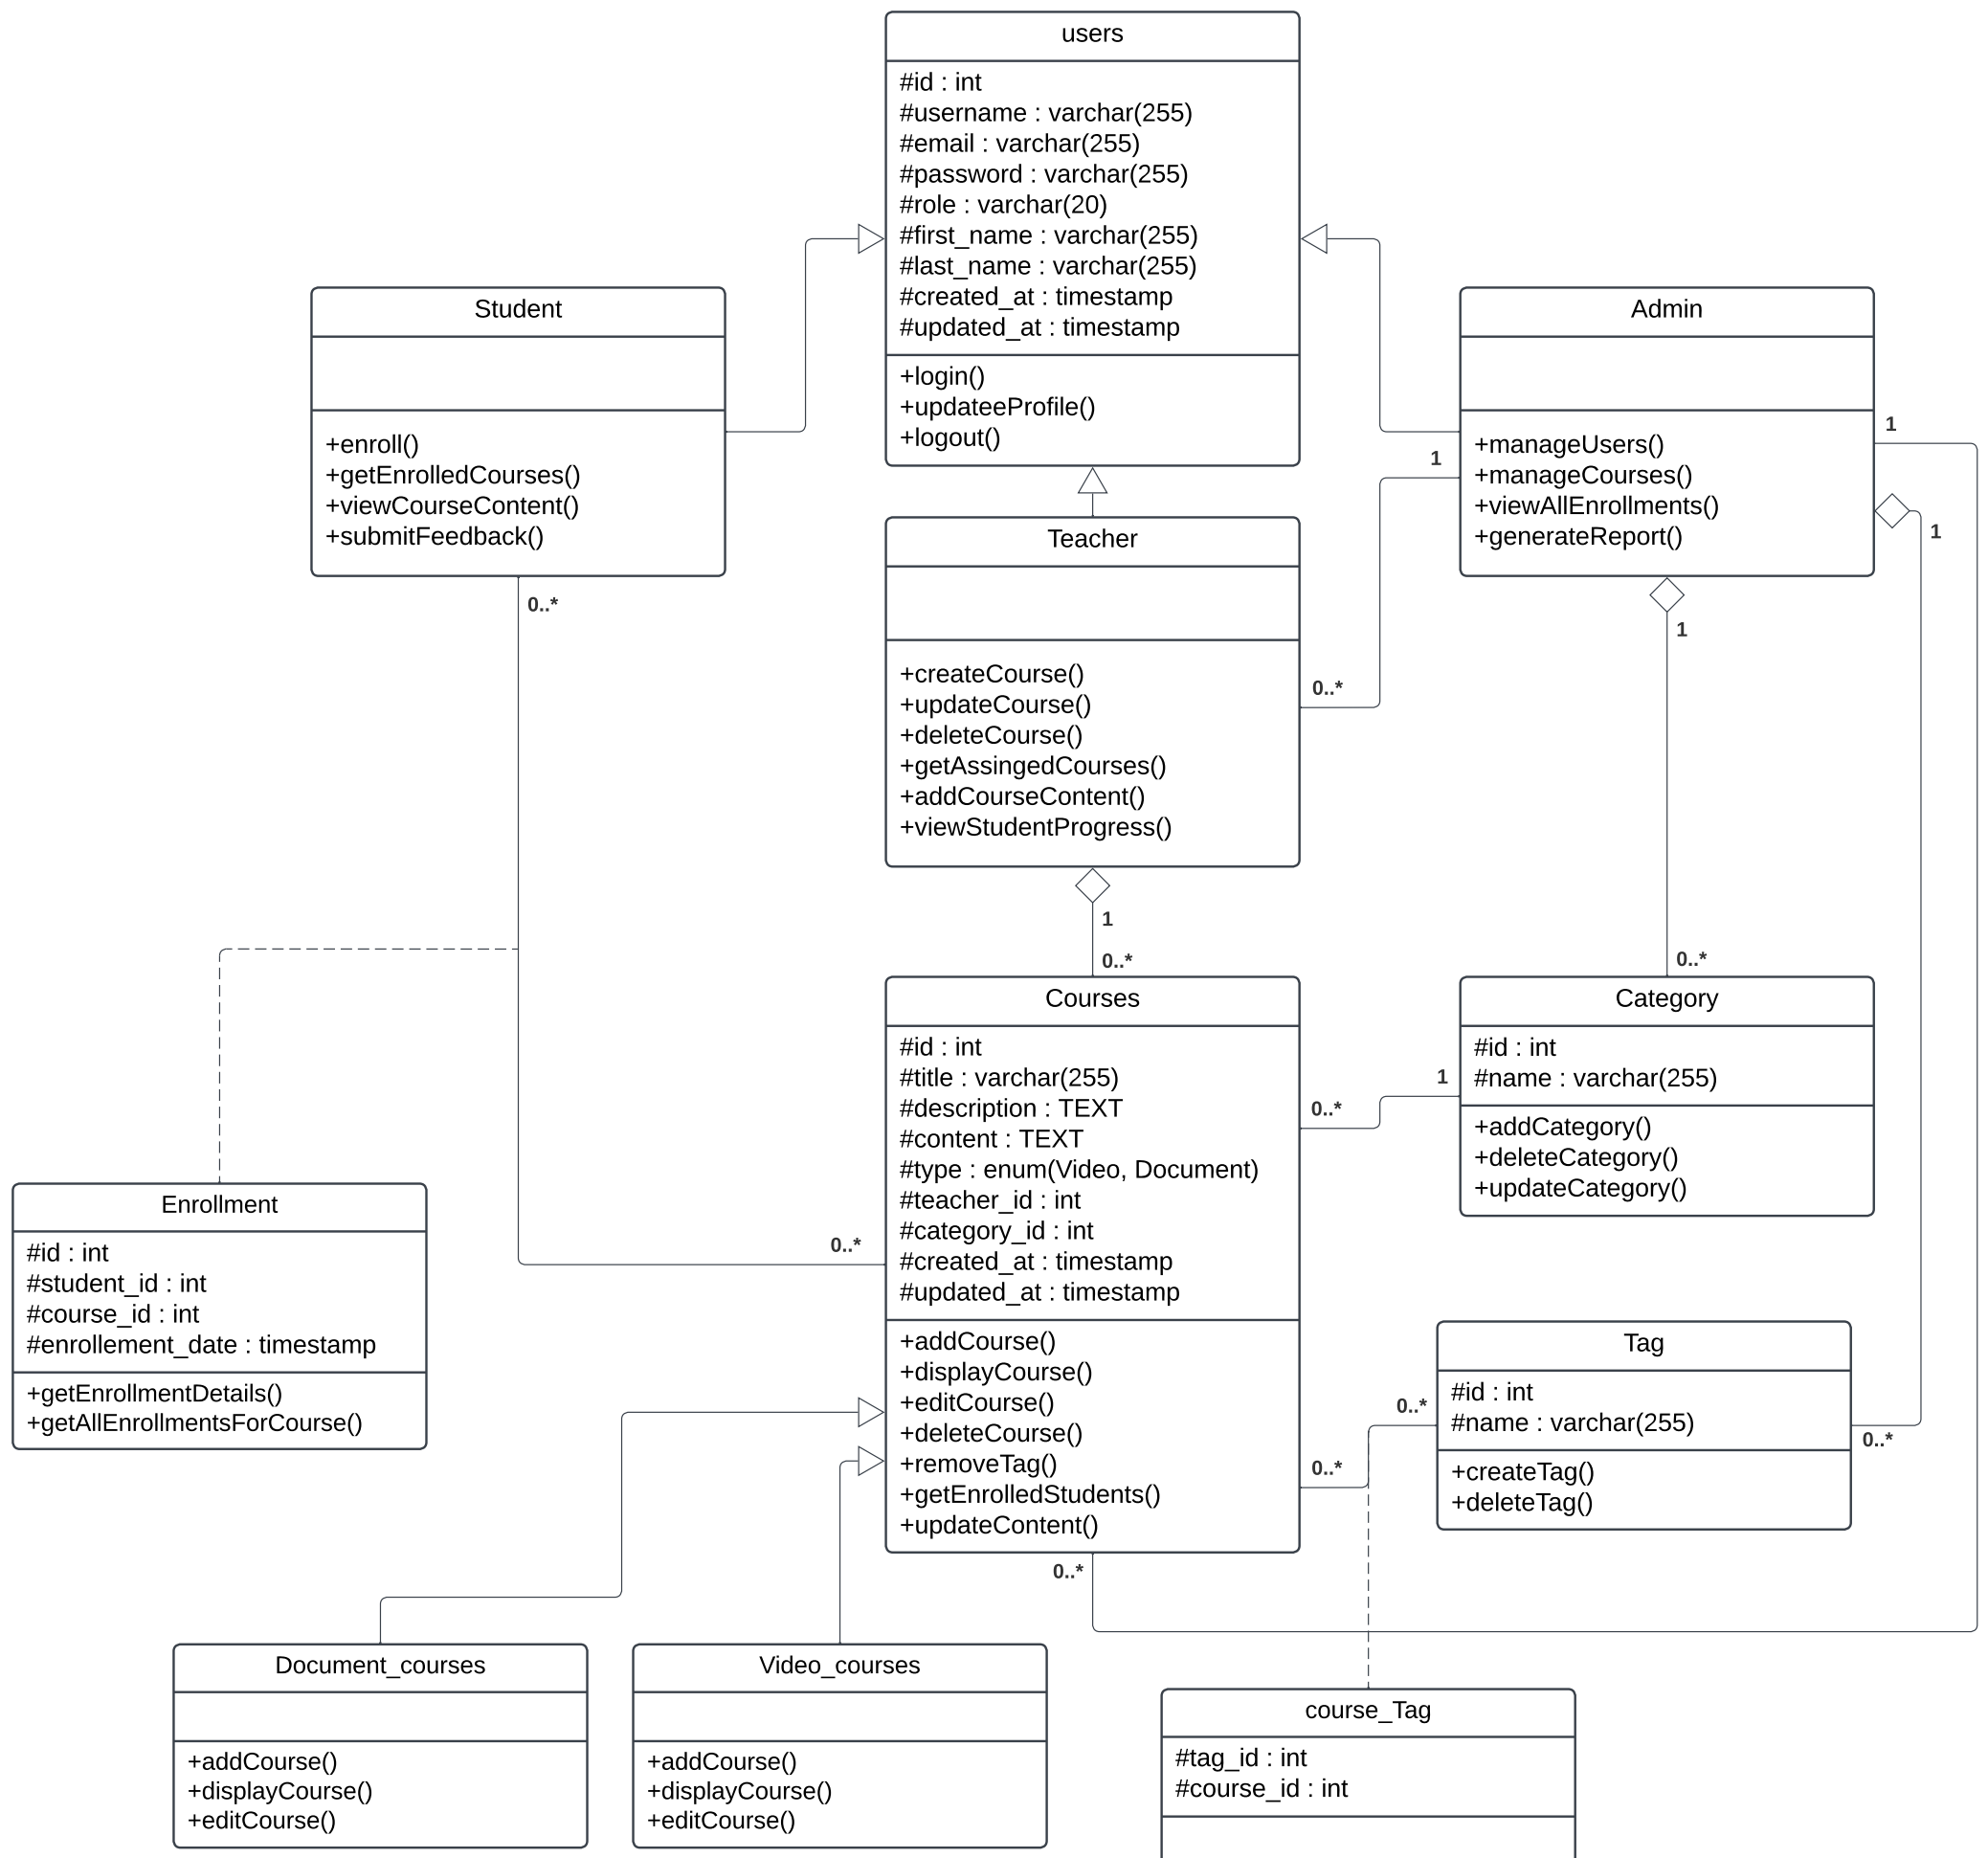 users
#id : int
#username : varchar(255)
#email : varchar(255)
#password : varchar(255)
#role : varchar(20)
#first_name : varchar(255)
#last_name : varchar(255)
#created_at : timestamp
#updated_at : timestamp
+login()
+updateeProfile()
+logout()
Student
+enroll()
+getEnrolledCourses()
+viewCourseContent()
+submitFeedback()
0..*
Admin
+manageUsers()
+manageCourses()
+viewAllEnrollments()
+generateReport()
1
1
1
1
Teacher
+createCourse()
+updateCourse()
+deleteCourse()
+getAssingedCourses()
+addCourseContent()
+viewStudentProgress()
0..*
1
0..*
0..*
Courses
#id : int
#title : varchar(255)
#description : TEXT
#content : TEXT
#type : enum(Video, Document)
#teacher_id : int
#category_id : int
#created_at : timestamp
#updated_at : timestamp
+addCourse()
+displayCourse()
+editCourse()
+deleteCourse()
+removeTag()
+getEnrolledStudents()
+updateContent()
0..*
0..*
0..*
0..*
Category
#id : int
#name : varchar(255)
+addCategory()
+deleteCategory()
+updateCategory()
1
Enrollment
#id : int
#student_id : int
#course_id : int
#enrollement_date : timestamp
+getEnrollmentDetails()
+getAllEnrollmentsForCourse()
Tag
#id : int
#name : varchar(255)
+createTag()
+deleteTag()
0..*
0..*
Document_courses
+addCourse()
+displayCourse()
+editCourse()
Video_courses
+addCourse()
+displayCourse()
+editCourse()
course_Tag
#tag_id : int
#course_id : int